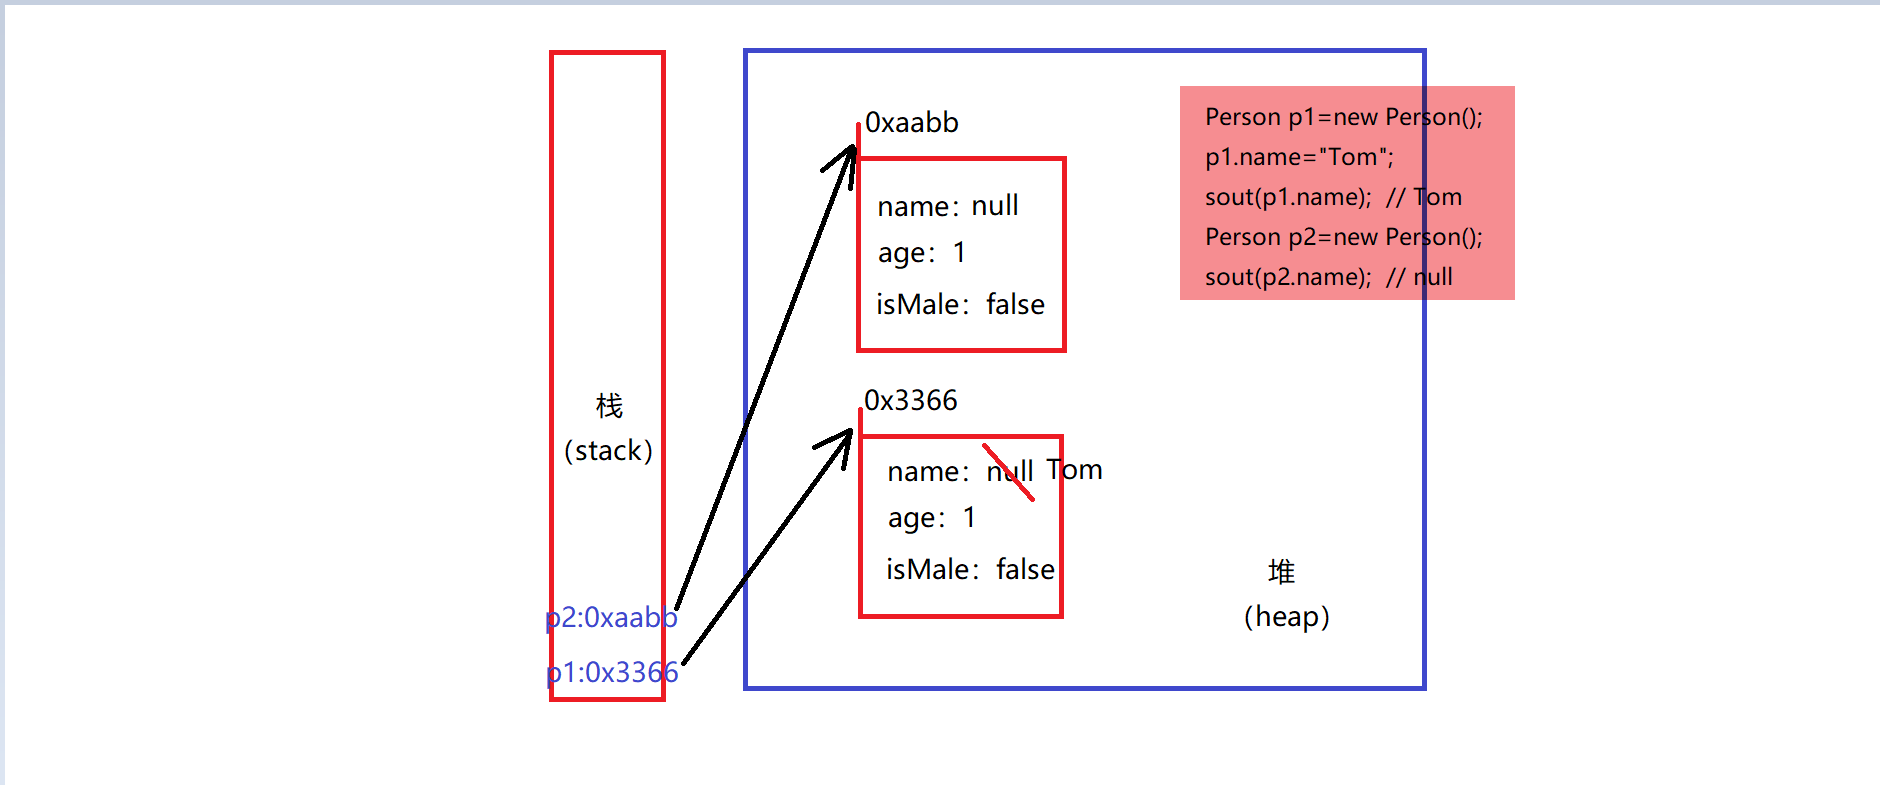 栈
(stack)
p2:0xaabb
p1:0x3366
0xaabb
name: null
age: 1
isMale: false
0x3366
name: null Tom
age: 1
isMale: false
Person p1=new Person();
p1.name="Tom";
sout(p1.name); // Tom
Person p2=new Person();
sout(p2.name); // null
堆
(heap)